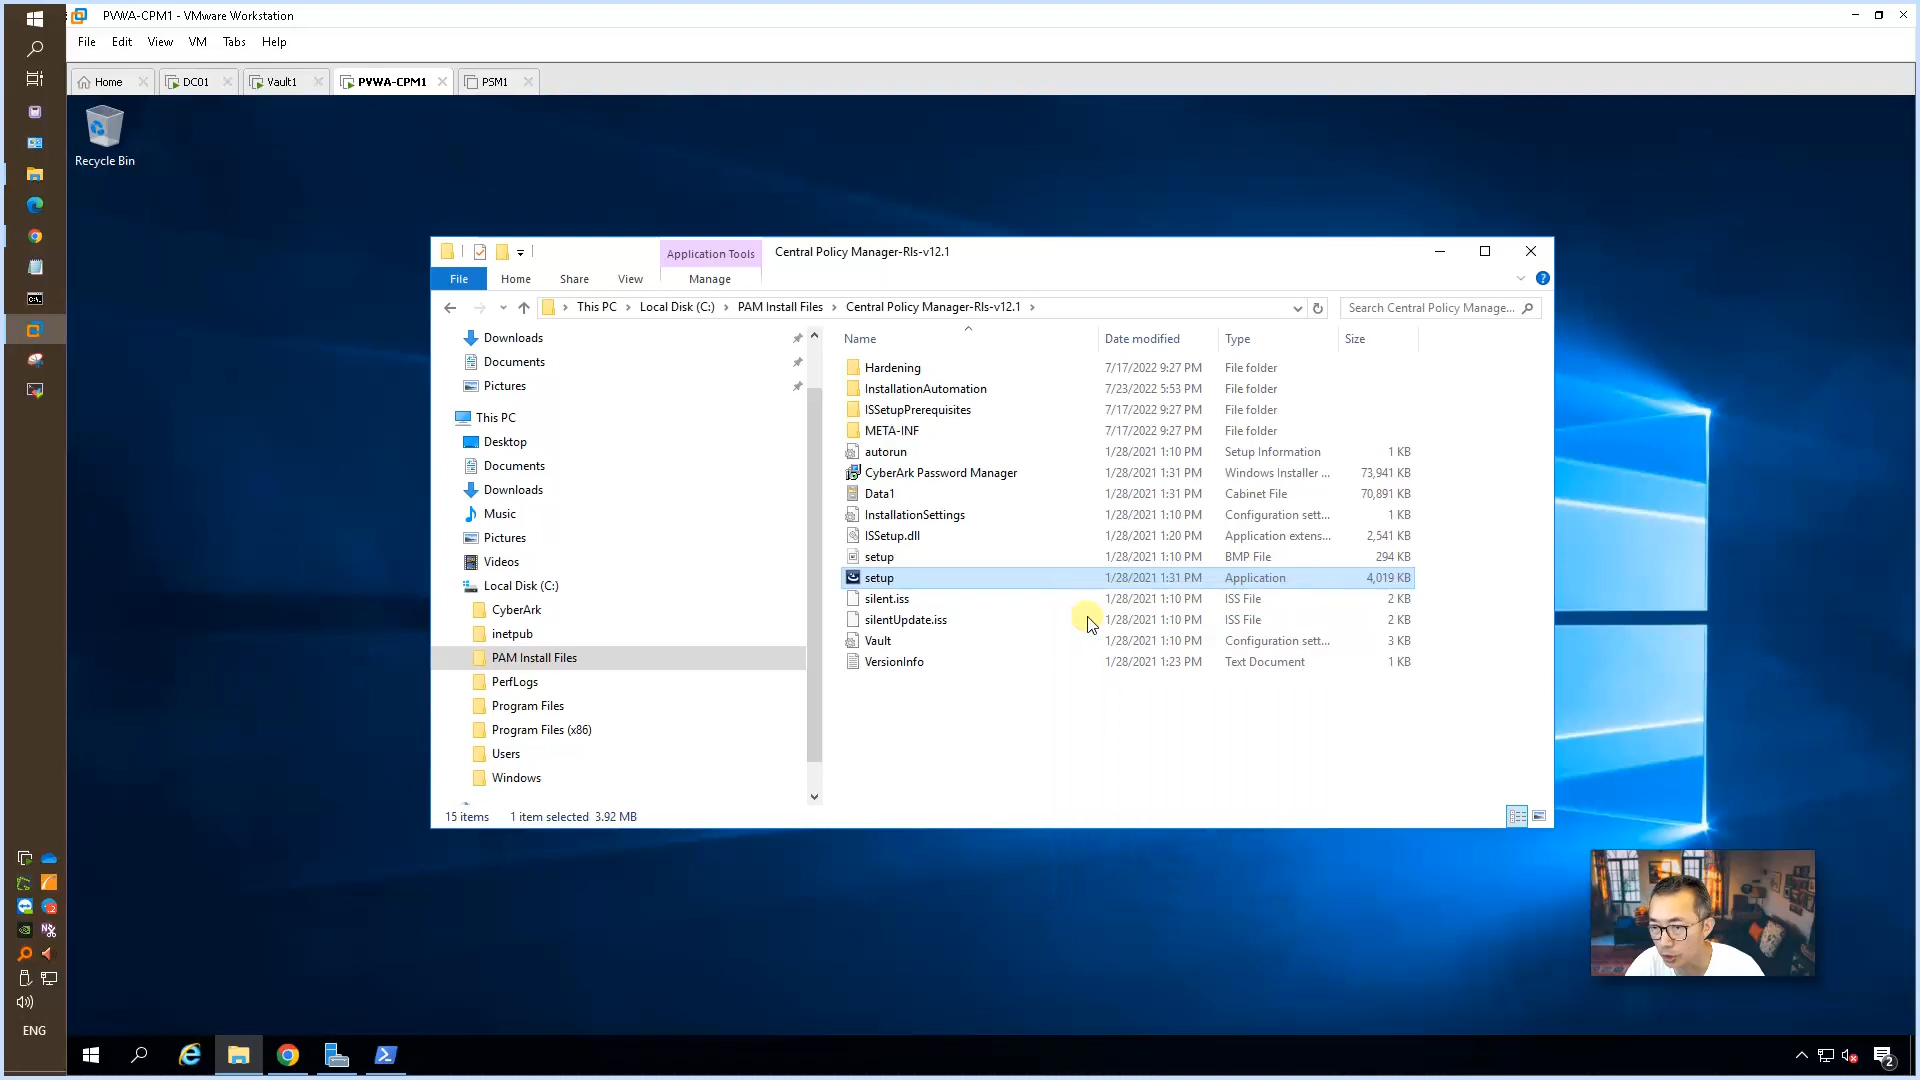 PVWA-CPM1 - VMware Workstation
File Edit View VM Tabs Help
Home DC01 Vault1 PVWA-CPM1 PSM1
Recycle Bin
Application Tools Central Policy Manager-Rls-v12.1
File Home Share View Manage
This PC Local Disk (C:) PAM Install Files Central Policy Manager-Rls-v12.1 Search Central Policy Manage...
Name Date modified Type Size
Downloads
Documents
Pictures
This PC
Desktop
Documents
Downloads
Music
Pictures
Videos
Local Disk (C:)
CyberArk
inetpub
PAM Install Files
PerfLogs
Program Files
Program Files (x86)
Users
Windows
Hardening 7/17/2022 9:27 PM File folder
InstallationAutomation 7/23/2022 5:53 PM File folder
ISSetupPrerequisites 7/17/2022 9:27 PM File folder
META-INF 7/17/2022 9:27 PM File folder
autorun 1/28/2021 1:10 PM Setup Information 1 KB
CyberArk Password Manager 1/28/2021 1:31 PM Windows Installer ... 73,941 KB
Data1 1/28/2021 1:31 PM Cabinet File 70,891 KB
InstallationSettings 1/28/2021 1:10 PM Configuration sett... 1 KB
ISSetup.dll 1/28/2021 1:20 PM Application extens... 2,541 KB
setup 1/28/2021 1:10 PM BMP File 294 KB
setup 1/28/2021 1:31 PM Application 4,019 KB
silent.iss 1/28/2021 1:10 PM ISS File 2 KB
silentUpdate.iss 1/28/2021 1:10 PM ISS File 2 KB
Vault 1/28/2021 1:10 PM Configuration sett... 3 KB
VersionInfo 1/28/2021 1:23 PM Text Document 1 KB
15 items 1 item selected 3.92 MB
ENG
2